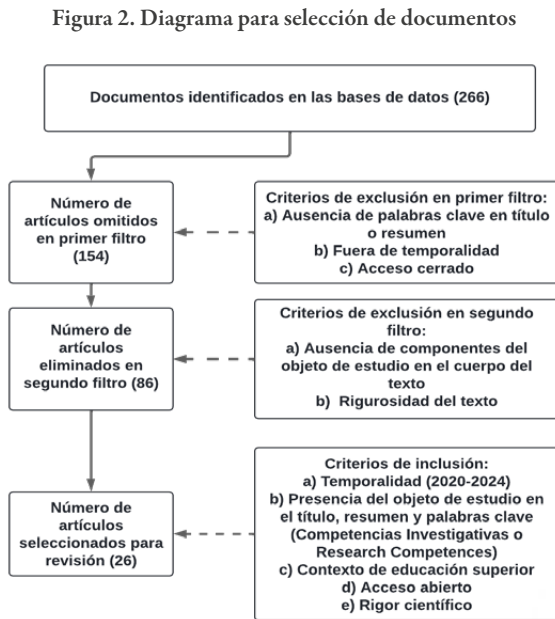 Figura 2. Diagrama para selección de documentos
Documentos identificados en las bases de datos (266)
Número de
artículos omitidos
en primer filtro
(154)
Criterios de exclusión en primer filtro:
a) Ausencia de palabras clave en título
o resumen
b) Fuera de temporalidad
c) Acceso cerrado
Número de
artículos
eliminados en
segundo filtro (86)
Criterios de exclusión en segundo
filtro:
a) Ausencia de componentes del
objeto de estudio en el cuerpo del
texto
b) Rigurosidad del texto
Número de
artículos
seleccionados para
revisión (26)
Criterios de inclusión:
a) Temporalidad (2020-2024)
b) Presencia del objeto de estudio en
el título, resumen y palabras clave
(Competencias Investigativas o
Research Competences)
c) Contexto de educación superior
d) Acceso abierto
e) Rigor científico